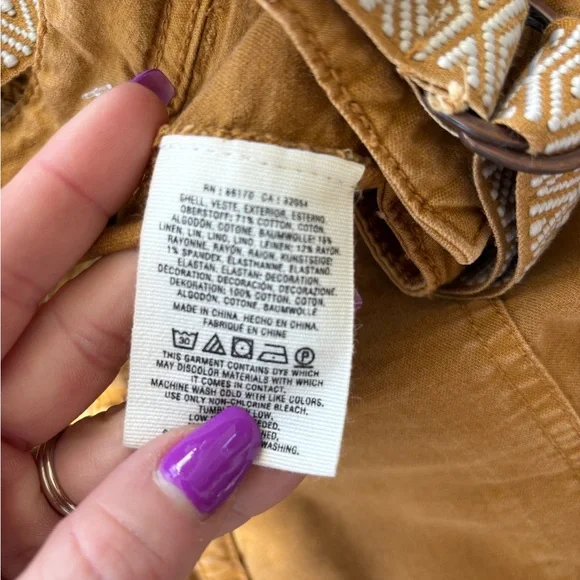 RN : 66170 CA : 32054
SHELL, VESTE, EXTERIOR, ESTERNO,
OBERSTOFF: 71% COTTON, COTON,
ALGODÓN, COTONE, BAUMWOLLE; 16%
LINEN, LIN, LINO, LINO, LEINEN; 12% RAYON,
RAYONNE, RAYÓN, RAION, KUNSTSEIDE;
1% SPANDEX, ELASTHANNE, ELASTANO,
ELASTAN, ELASTAN; DECORATION,
DÉCORATION, DECORACIÓN, DECORAZIONE,
DEKORATION: 100% COTTON, COTON,
ALGODÓN, COTONE, BAUMWOLLE
MADE IN CHINA, HECHO EN CHINA,
FABRIQUÉ EN CHINE
30 P
THIS GARMENT CONTAINS DYE WHICH
MAY DISCOLOR MATERIALS WITH WHICH
IT COMES IN CONTACT.
MACHINE WASH COLD WITH LIKE COLORS,
USE ONLY NON-CHLORINE BLEACH,
TUMBLE LOW,
LOW
WASHING.